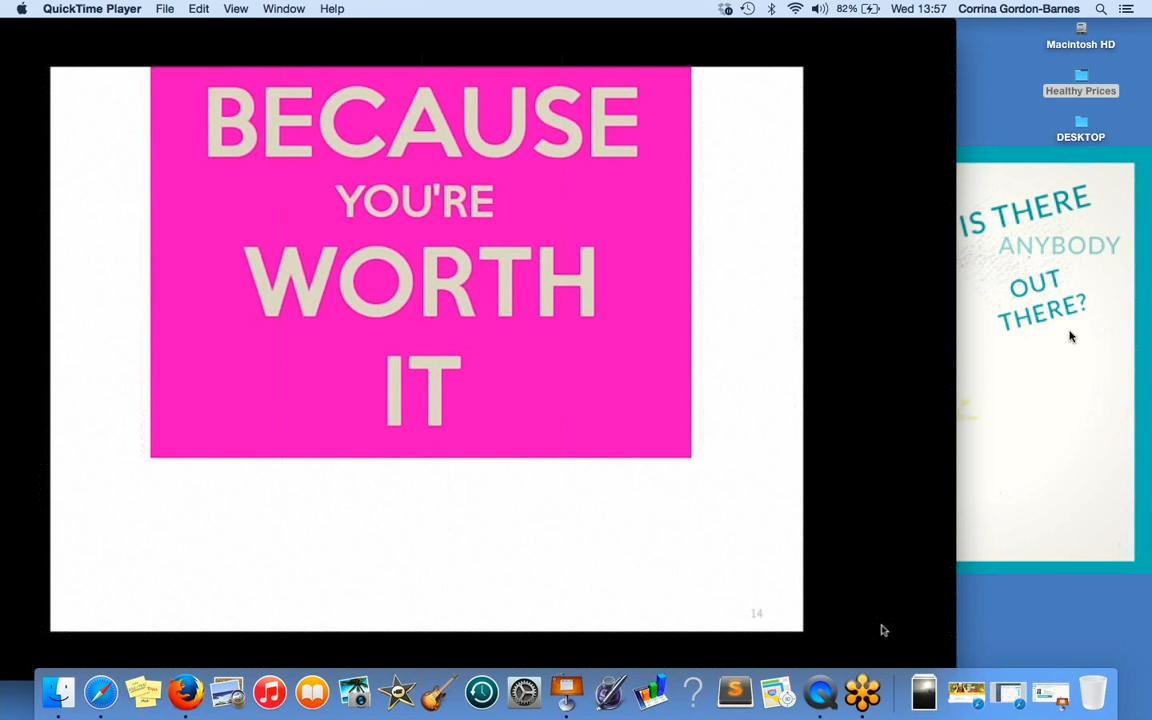 QuickTime Player File Edit View Window Help 82% Wed 13:57 Corrina Gordon-Barnes
Macintosh HD
Healthy Prices
DESKTOP
BECAUSE
YOU'RE
WORTH
IT
14
IS THERE
ANYBODY
OUT
THERE?